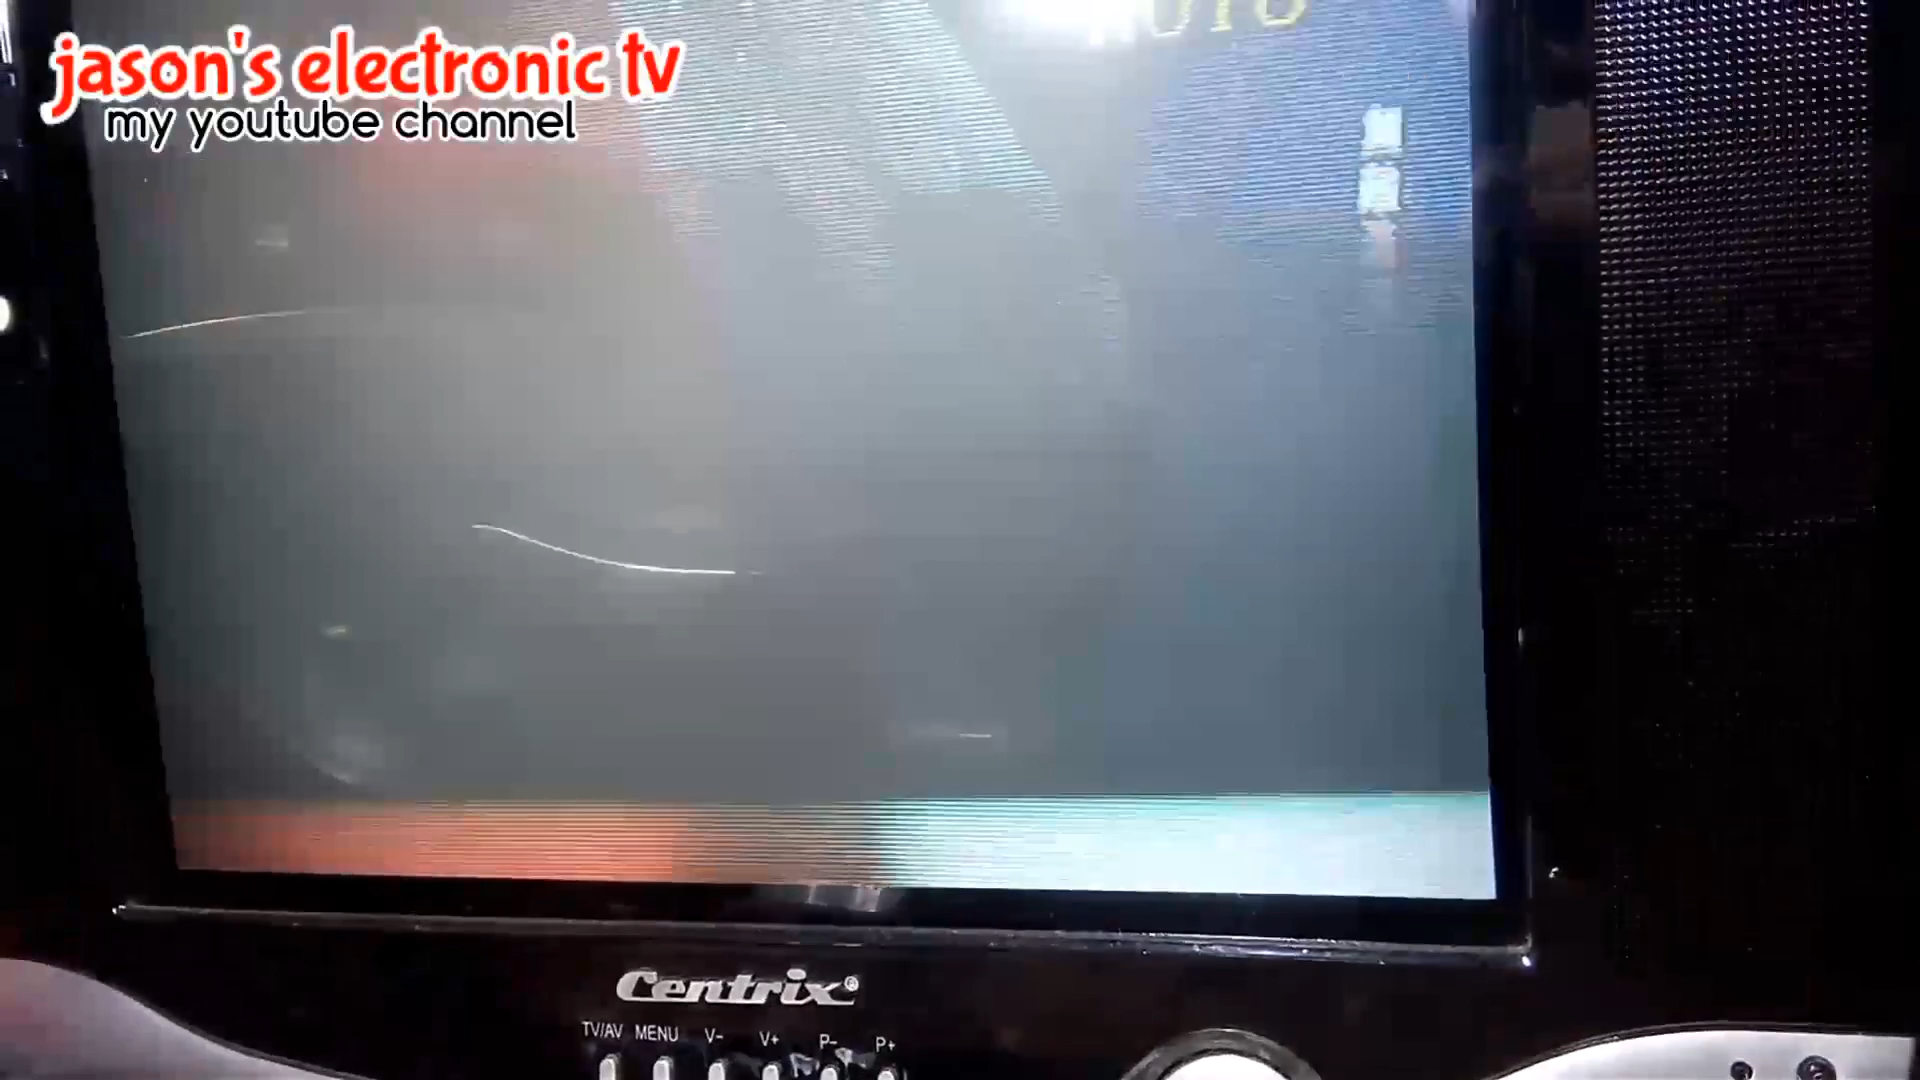 jason's electronic tv
my youtube channel
Centrix®
TV/AV MENU V- V+ P- P+